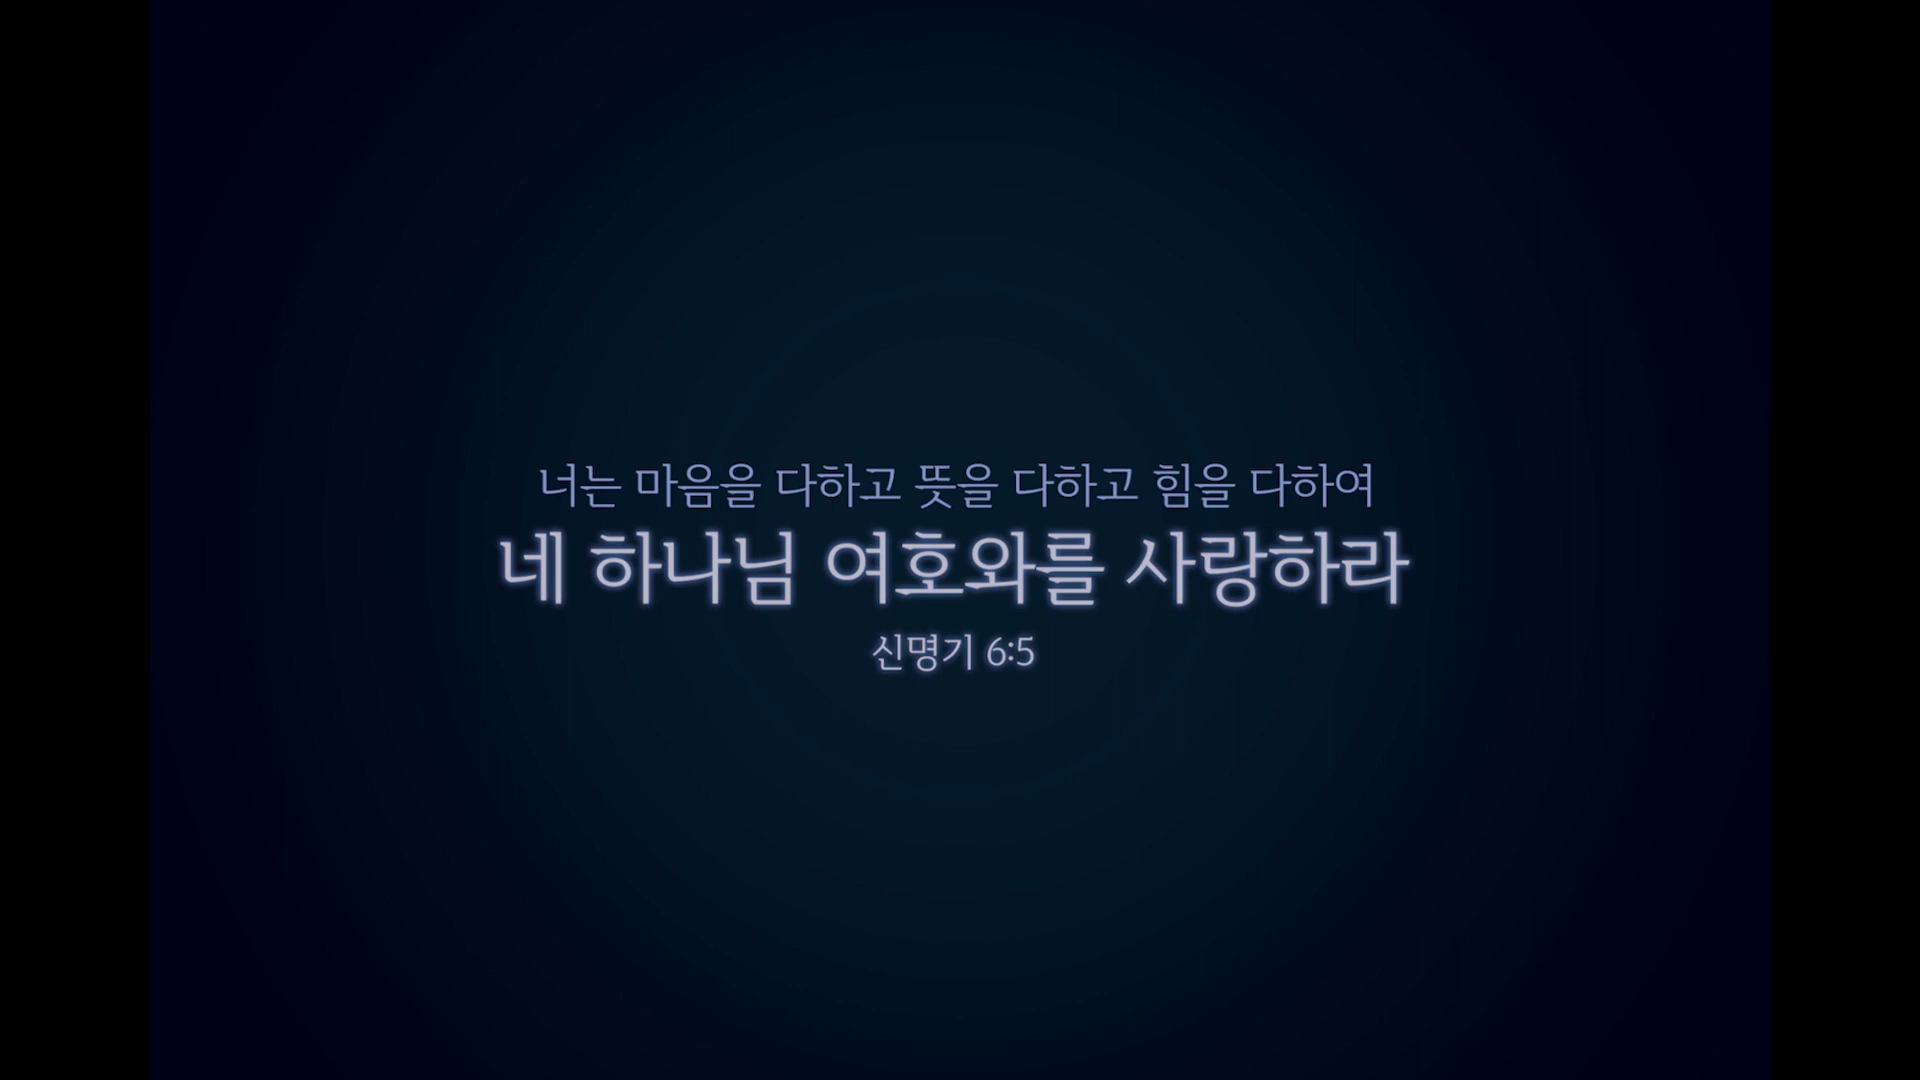 너는 마음을 다하고 뜻을 다하고 힘을 다하여
네 하나님 여호와를 사랑하라
신명기 6:5